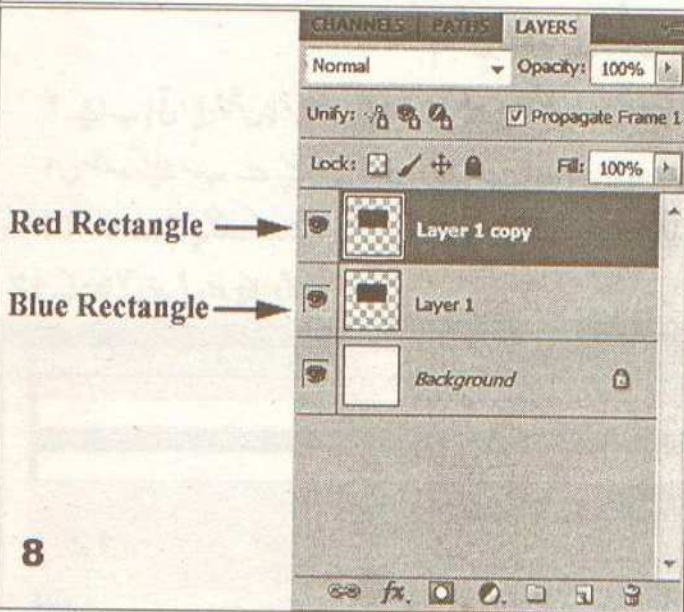 CHANNELS PATHS LAYERS
Normal Opacity: 100%
Unify: Propagate Frame 1
Lock: Fill: 100%
Red Rectangle Layer 1 copy
Blue Rectangle Layer 1
Background
8
fx.